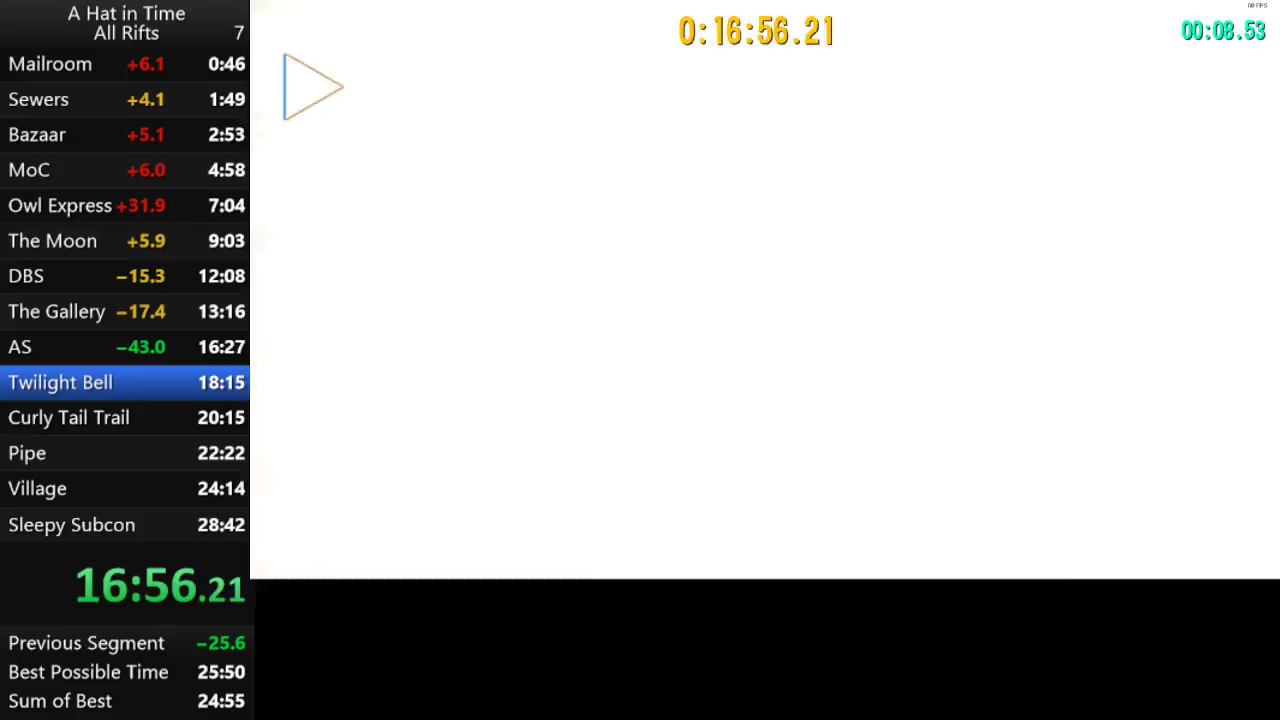 A Hat in Time
All Rifts 7
Mailroom +6.1 0:46
Sewers +4.1 1:49
Bazaar +5.1 2:53
MoC +6.0 4:58
Owl Express +31.9 7:04
The Moon +5.9 9:03
DBS −15.3 12:08
The Gallery −17.4 13:16
AS −43.0 16:27
Twilight Bell 18:15
Curly Tail Trail 20:15
Pipe 22:22
Village 24:14
Sleepy Subcon 28:42
16:56.21
Previous Segment −25.6
Best Possible Time 25:50
Sum of Best 24:55
0:16:56.21
60 FPS
00:08.53